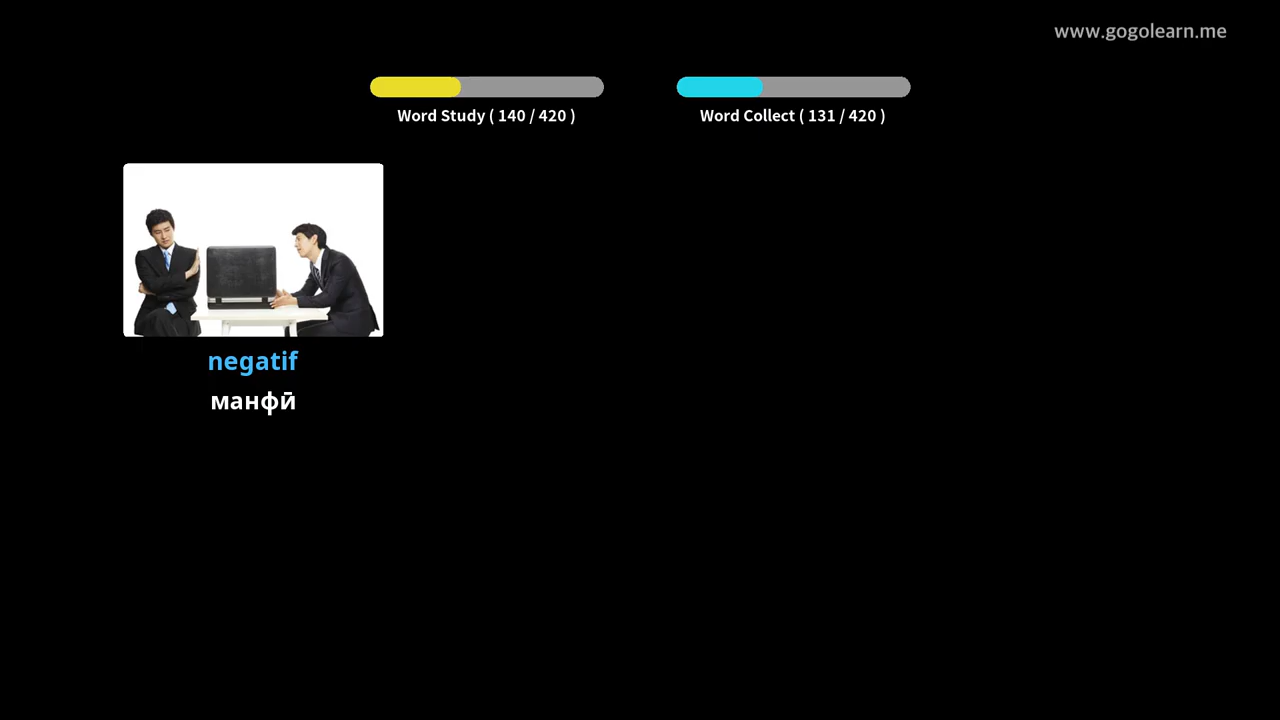 www.gogolearn.me
Word Study ( 140 / 420 )
Word Collect ( 131 / 420 )
negatif
манфӣ